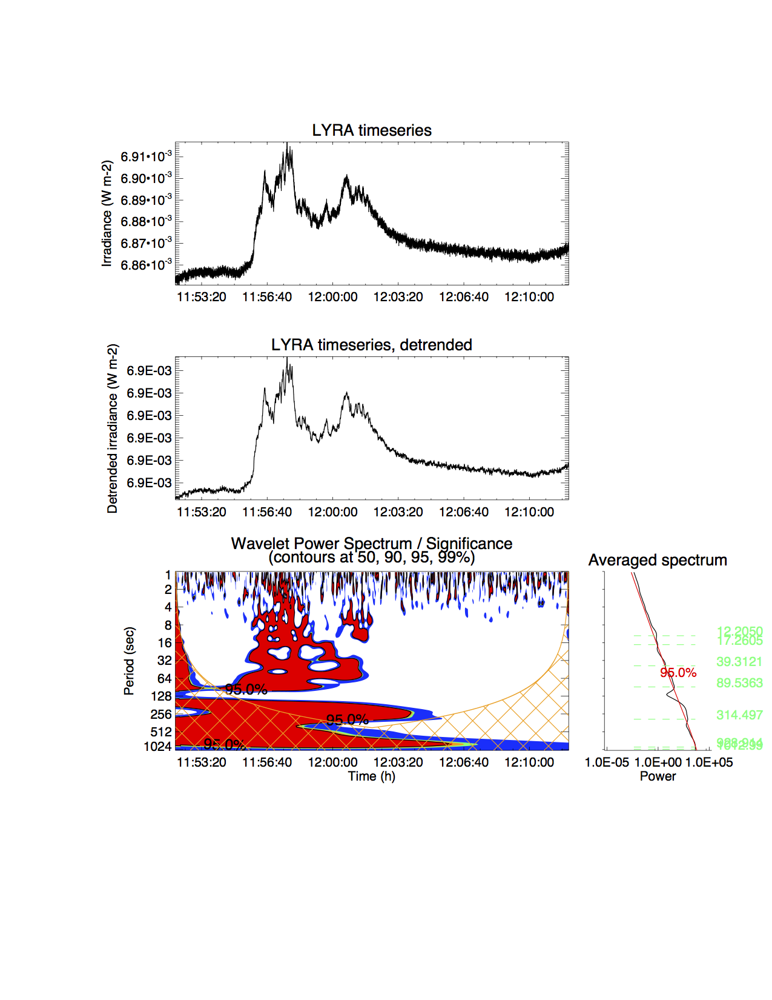 LYRA timeseries
Irradiance (W m-2)
6.91•10-3
6.90•10-3
6.89•10-3
6.88•10-3
6.87•10-3
6.86•10-3
11:53:20 11:56:40 12:00:00 12:03:20 12:06:40 12:10:00
LYRA timeseries, detrended
Detrended irradiance (W m-2)
6.9E-03
6.9E-03
6.9E-03
6.9E-03
6.9E-03
6.9E-03
11:53:20 11:56:40 12:00:00 12:03:20 12:06:40 12:10:00
Wavelet Power Spectrum / Significance
(contours at 50, 90, 95, 99%)
Period (sec)
1
2
4
8
16
32
64
128
256
512
1024
95.0%
95.0%
95.0%
11:53:20 11:56:40 12:00:00 12:03:20 12:06:40 12:10:00
Time (h)
Averaged spectrum
12.2050
17.2605
39.3121
95.0%
89.5363
314.497
1.0E-05 1.0E+00 1.0E+05
Power